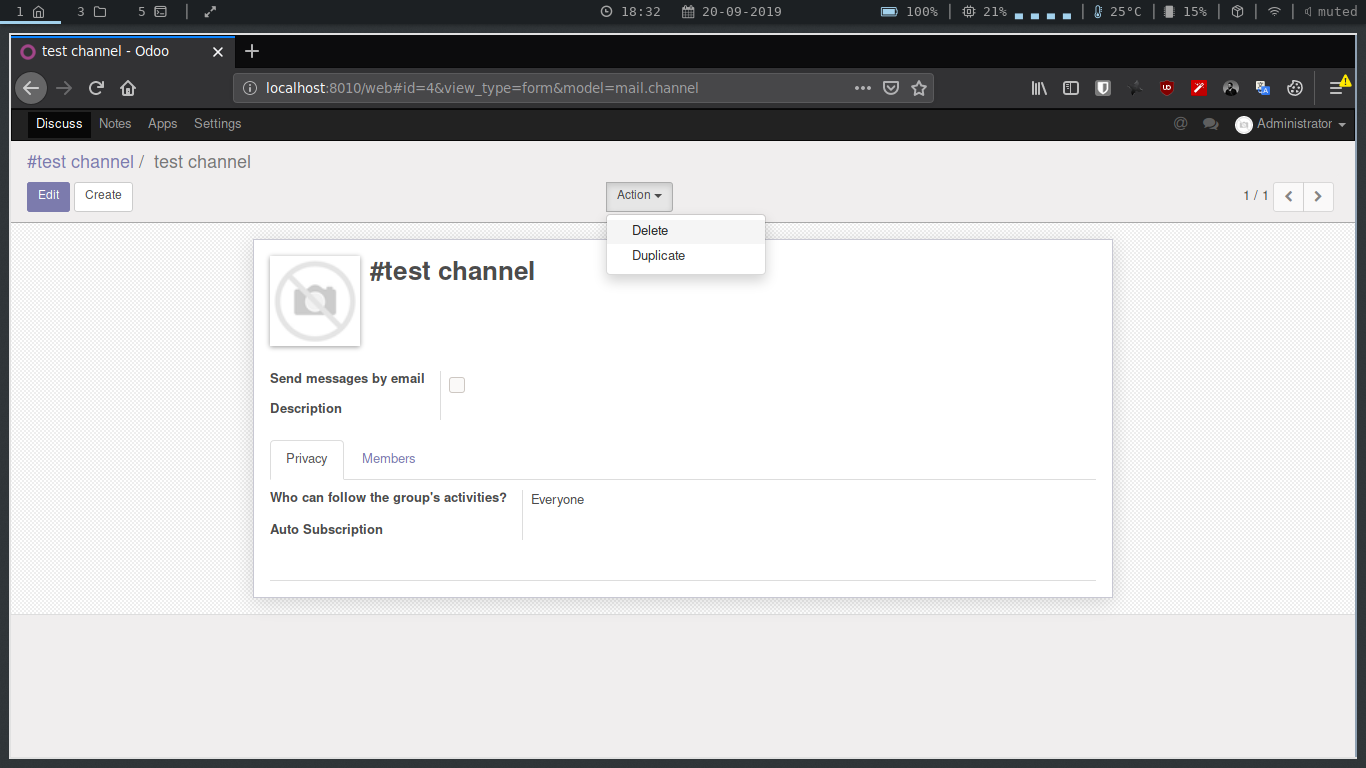 1 3 5 18:32 20-09-2019 100% 21% 25°C 15% muted
test channel - Odoo
localhost:8010/web#id=4&view_type=form&model=mail.channel
Discuss Notes Apps Settings @ Administrator
#test channel / test channel
Edit Create Action 1 / 1
Delete
Duplicate
#test channel
Send messages by email
Description
Privacy Members
Who can follow the group's activities? Everyone
Auto Subscription